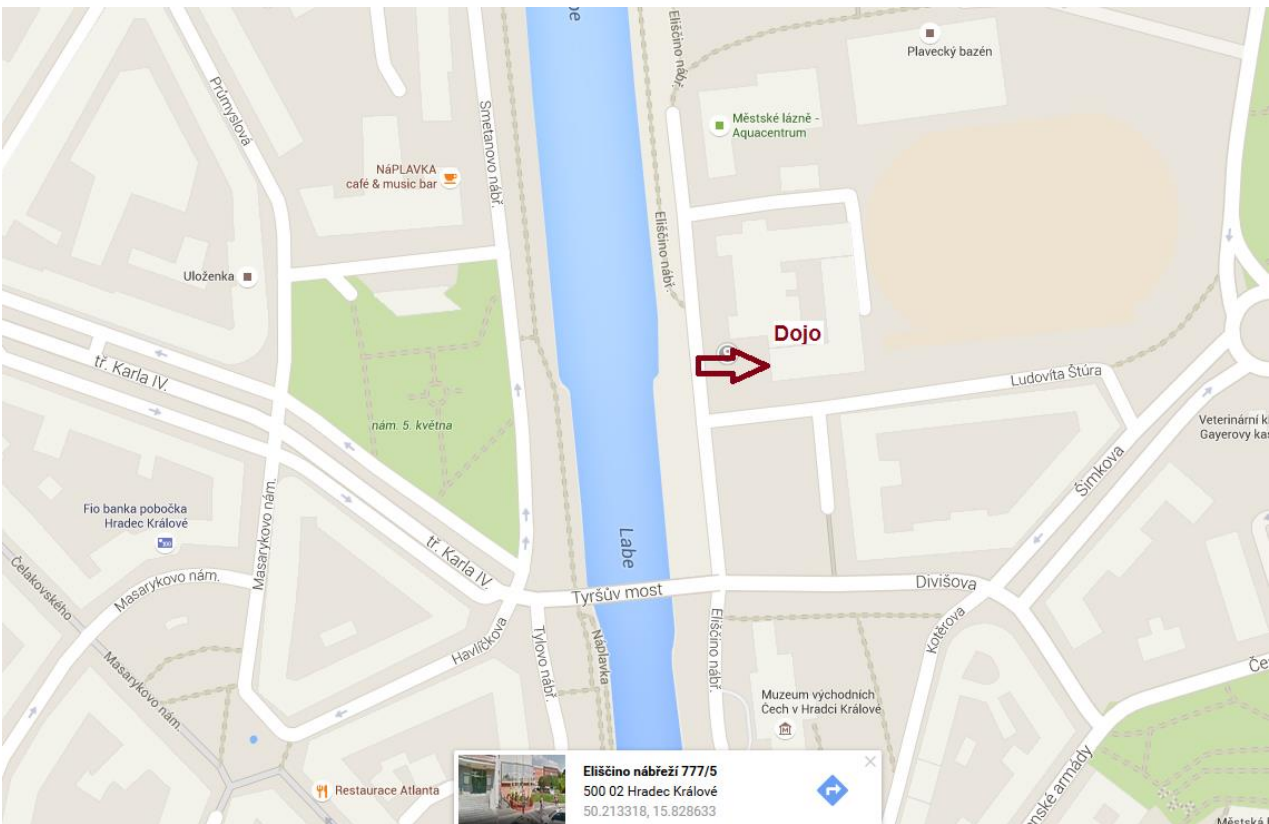 Průmyslová
Smetanovo nábř.
Eliščino nábř.
Plavecký bazén
Městské lázně -
Aquacentrum
NáPLAVKA
café & music bar
Eliščino nábř.
Uloženka
Dojo
tř. Karla IV.
nám. 5. května
Ludovíta Štúra
Veterinární
Gayerovy
Šimkova
Fio banka pobočka
Hradec Králové
Masarykovo nám.
tř. Karla IV.
Labe
Čelakovského
Masarykovo nám.
Tyršův most
Divišova
Havlíčkova
Tylovo nábř.
Náplavka
Eliščino nábř.
Kotěrova
Masarykovo nám.
Muzeum východních
Čech v Hradci Králové
Restaurace Atlanta
Eliščino nábřeží 777/5
500 02 Hradec Králové
50.213318, 15.828633
Městská